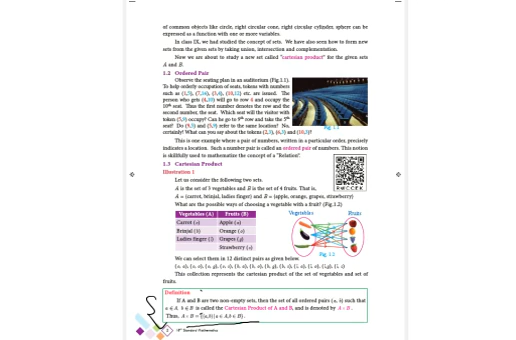 of common objects like circle, right circular cone, right circular cylinder, sphere can be
expressed as a function with one or more variables.
In class IX, we had studied the concept of sets. We have also seen how to form new
sets from the given sets by taking union, intersection and complementation.
Now we are about to study a new set called "cartesian product" for the given sets
A and B.
1.2 Ordered Pair
Observe the seating plan in an auditorium (Fig.1.1).
To help orderly occupation of seats, tokens with numbers
such as (1,5), (7,16), (3,4), (10,12) etc. are issued. The
person who gets (4,10) will go to row 4 and occupy the
10th seat. Thus the first number denotes the row and the
second number, the seat. Which seat will the visitor with
token (5,9) occupy? Can he go to 9th row and take the 5th
seat? Do (9,5) and (5,9) refer to the same location? No,
certainly! What can you say about the tokens (2,3), (6,3) and (10,3)?
Fig. 1.1
This is one example where a pair of numbers, written in a particular order, precisely
indicates a location. Such a number pair is called an ordered pair of numbers. This notion
is skillfully used to mathematize the concept of a "Relation".
1.3 Cartesian Product
Illustration 1
Let us consider the following two sets.
A is the set of 3 vegetables and B is the set of 4 fruits. That is,
A = {carrot, brinjal, ladies finger} and B = {apple, orange, grapes, strawberry}
What are the possible ways of choosing a vegetable with a fruit? (Fig.1.2)
Vegetables (A) Fruits (B)
Carrot (c) Apple (a)
Brinjal (b) Orange (o)
Ladies finger (l) Grapes (g)
Strawberry (s)
Vegetables Fruits
Fig. 1.2
We can select them in 12 distinct pairs as given below.
(c, a), (c, o), (c, g), (c, s), (b, a), (b, o), (b, g), (b, s), (l, a), (l, o), (l, g), (l, s)
This collection represents the cartesian product of the set of vegetables and set of
fruits.
Definition
If A and B are two non-empty sets, then the set of all ordered pairs (a, b) such that
a ∈ A, b ∈ B is called the Cartesian Product of A and B, and is denoted by A × B.
Thus, A × B = {(a,b) | a ∈ A, b ∈ B}.
2 10th Standard Mathematics